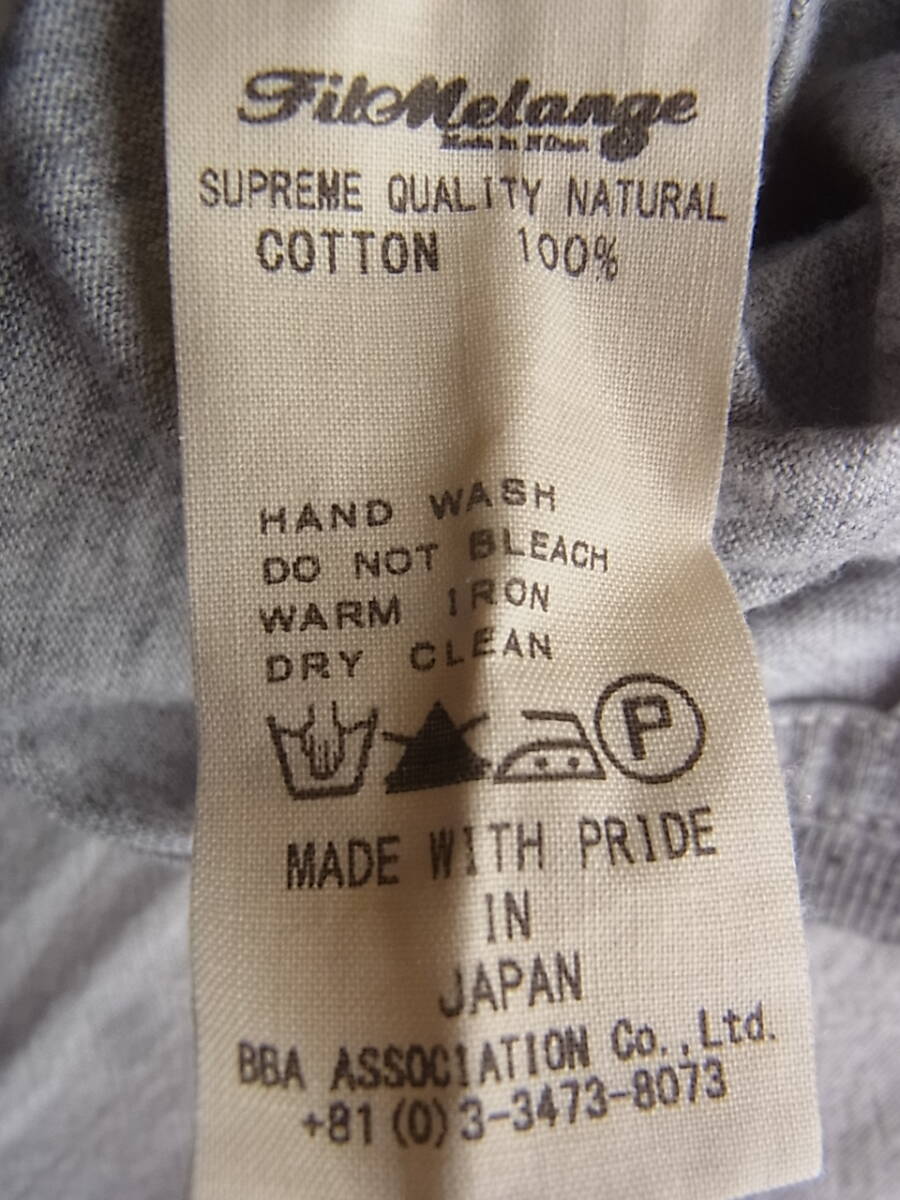 FilMelange
SUPREME QUALITY NATURAL
COTTON 100%
HAND WASH
DO NOT BLEACH
WARM IRON
DRY CLEAN
P
MADE WITH PRIDE
IN
JAPAN
BBA ASSOCIATION Co.,Ltd.
+81(0)3-3473-8073